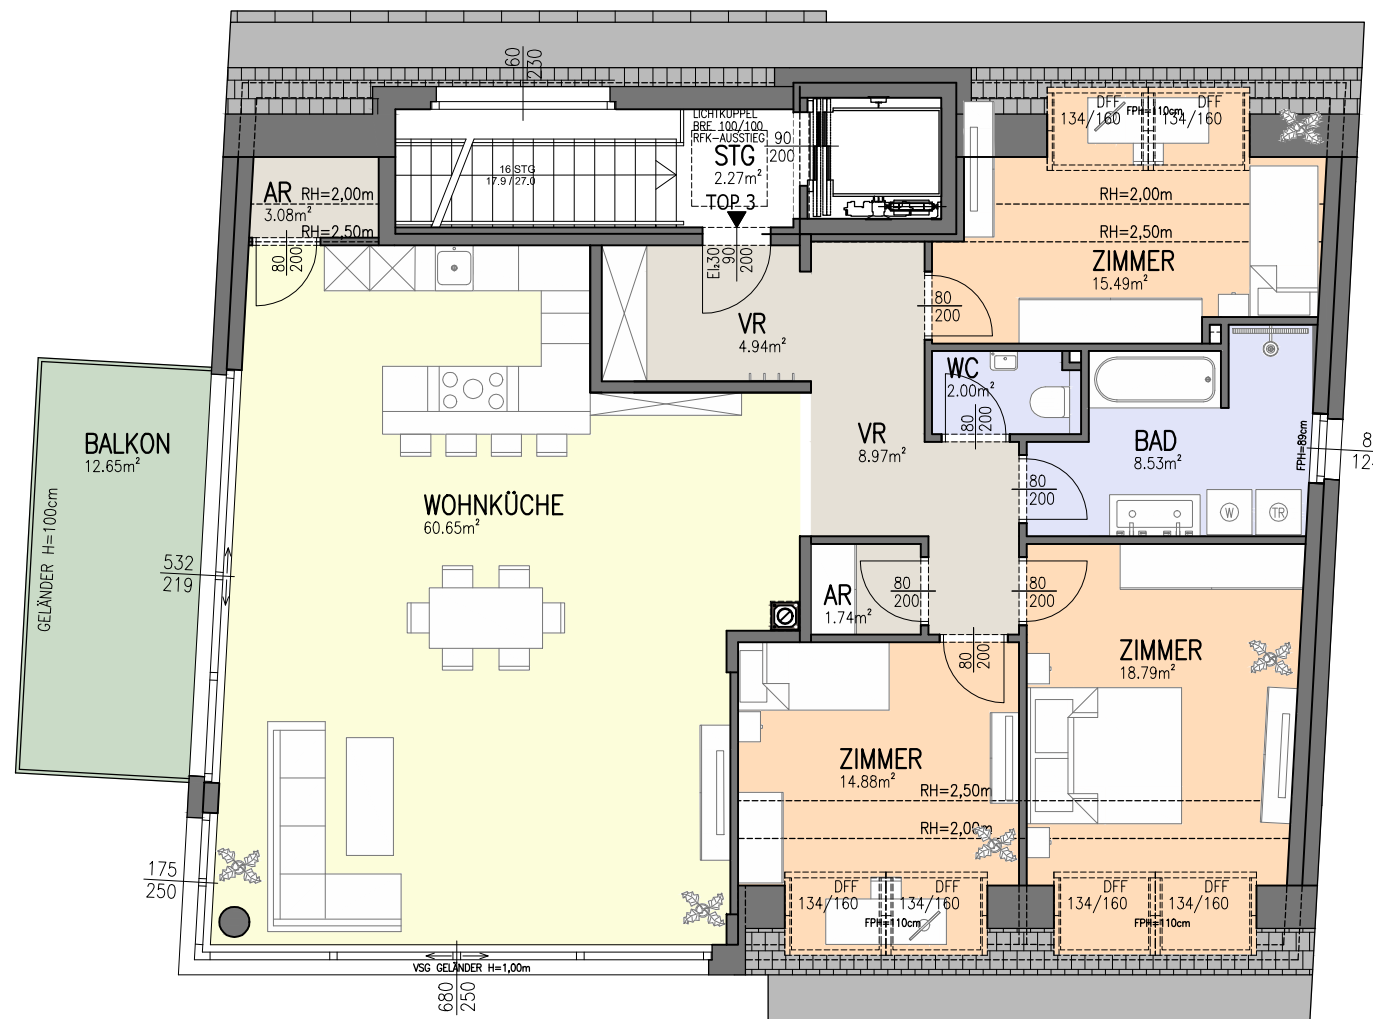 60
230
LICHTKUPPEL
BRE 100/100
RFK-AUSSTIEG
STG
2.27m²
TOP 3
90
200
16 STG
17.9 / 27.0
DFF
134/160
FPH=110cm
DFF
134/160
AR
3.08m²
RH=2,00m
RH=2,50m
80
200
EI₂30
90
200
RH=2,00m
RH=2,50m
ZIMMER
15.49m²
80
200
VR
4.94m²
WC
2.00m²
80
200
VR
8.97m²
BAD
8.53m²
FPH=89cm
80
200
W
TR
BALKON
12.65m²
GELÄNDER H=100cm
WOHNKÜCHE
60.65m²
532
219
AR
1.74m²
80
200
80
200
80
200
ZIMMER
18.79m²
ZIMMER
14.88m²
RH=2,50m
RH=2,00m
175
250
DFF
134/160
DFF
134/160
FPH=110cm
DFF
134/160
DFF
134/160
FPH=110cm
VSG GELÄNDER H=1,00m
680
250